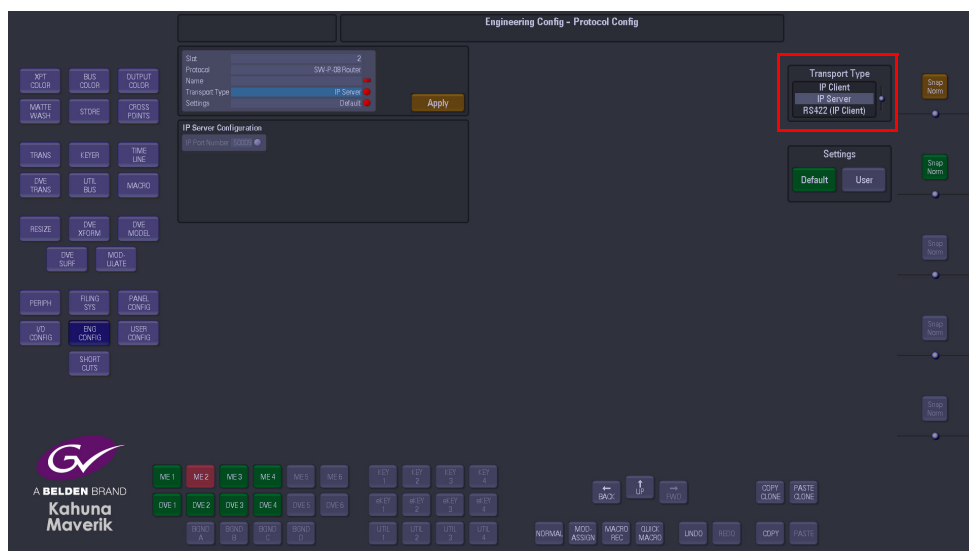 Engineering Config - Protocol Config
Slot 2
Protocol SW-P-08 Router
Name
Transport Type IP Server
Settings Default
Apply
IP Server Configuration
IP Port Number
Transport Type
IP Client
IP Server
RS422 (IP Client)
Settings
Default User
Snap
Norm
Snap
Norm
Snap
Norm
Snap
Norm
Snap
Norm
XPT
COLOR
BUS
COLOR
OUTPUT
COLOR
MATTE
WASH
STORE
CROSS
POINTS
TRANS
KEYER
TIME
LINE
DVE
TRANS
UTIL
BUS
MACRO
RESIZE
DVE
XFORM
DVE
MODEL
DVE
SURF
MOD-
ULATE
PERIPH
FILING
SYS
PANEL
CONFIG
I/O
CONFIG
ENG
CONFIG
USER
CONFIG
SHORT
CUTS
GV
A BELDEN BRAND
Kahuna
Maverik
ME 1 ME 2 ME 3 ME 4 ME 5 ME 6
DVE 1 DVE 2 DVE 3 DVE 4 DVE 5 DVE 6
BOND
A
BOND
B
BOND
C
BOND
D
KEY
1
KEY
2
KEY
3
KEY
4
eKEY
1
eKEY
2
eKEY
3
eKEY
4
UTIL
1
UTIL
2
UTIL
3
UTIL
4
BACK
UP
FWD
NORMAL
MOD-
ASSIGN
MACRO
REC
QUICK
MACRO
UNDO
REDO
COPY
CLONE
PASTE
CLONE
COPY
PASTE